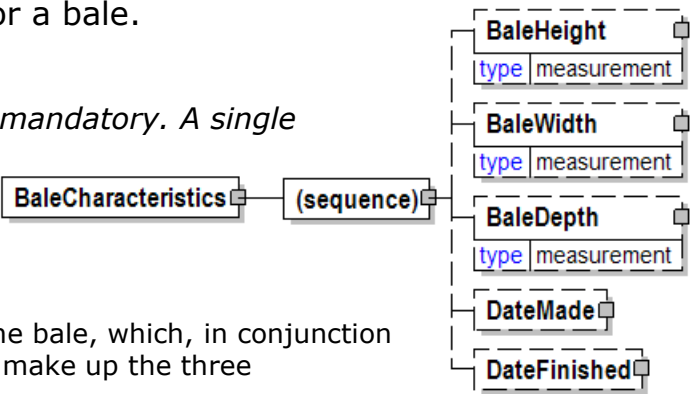 or a bale.
mandatory. A single
BaleCharacteristics
(sequence)
BaleHeight
type measurement
BaleWidth
type measurement
BaleDepth
type measurement
DateMade
DateFinished
he bale, which, in conjunction
make up the three